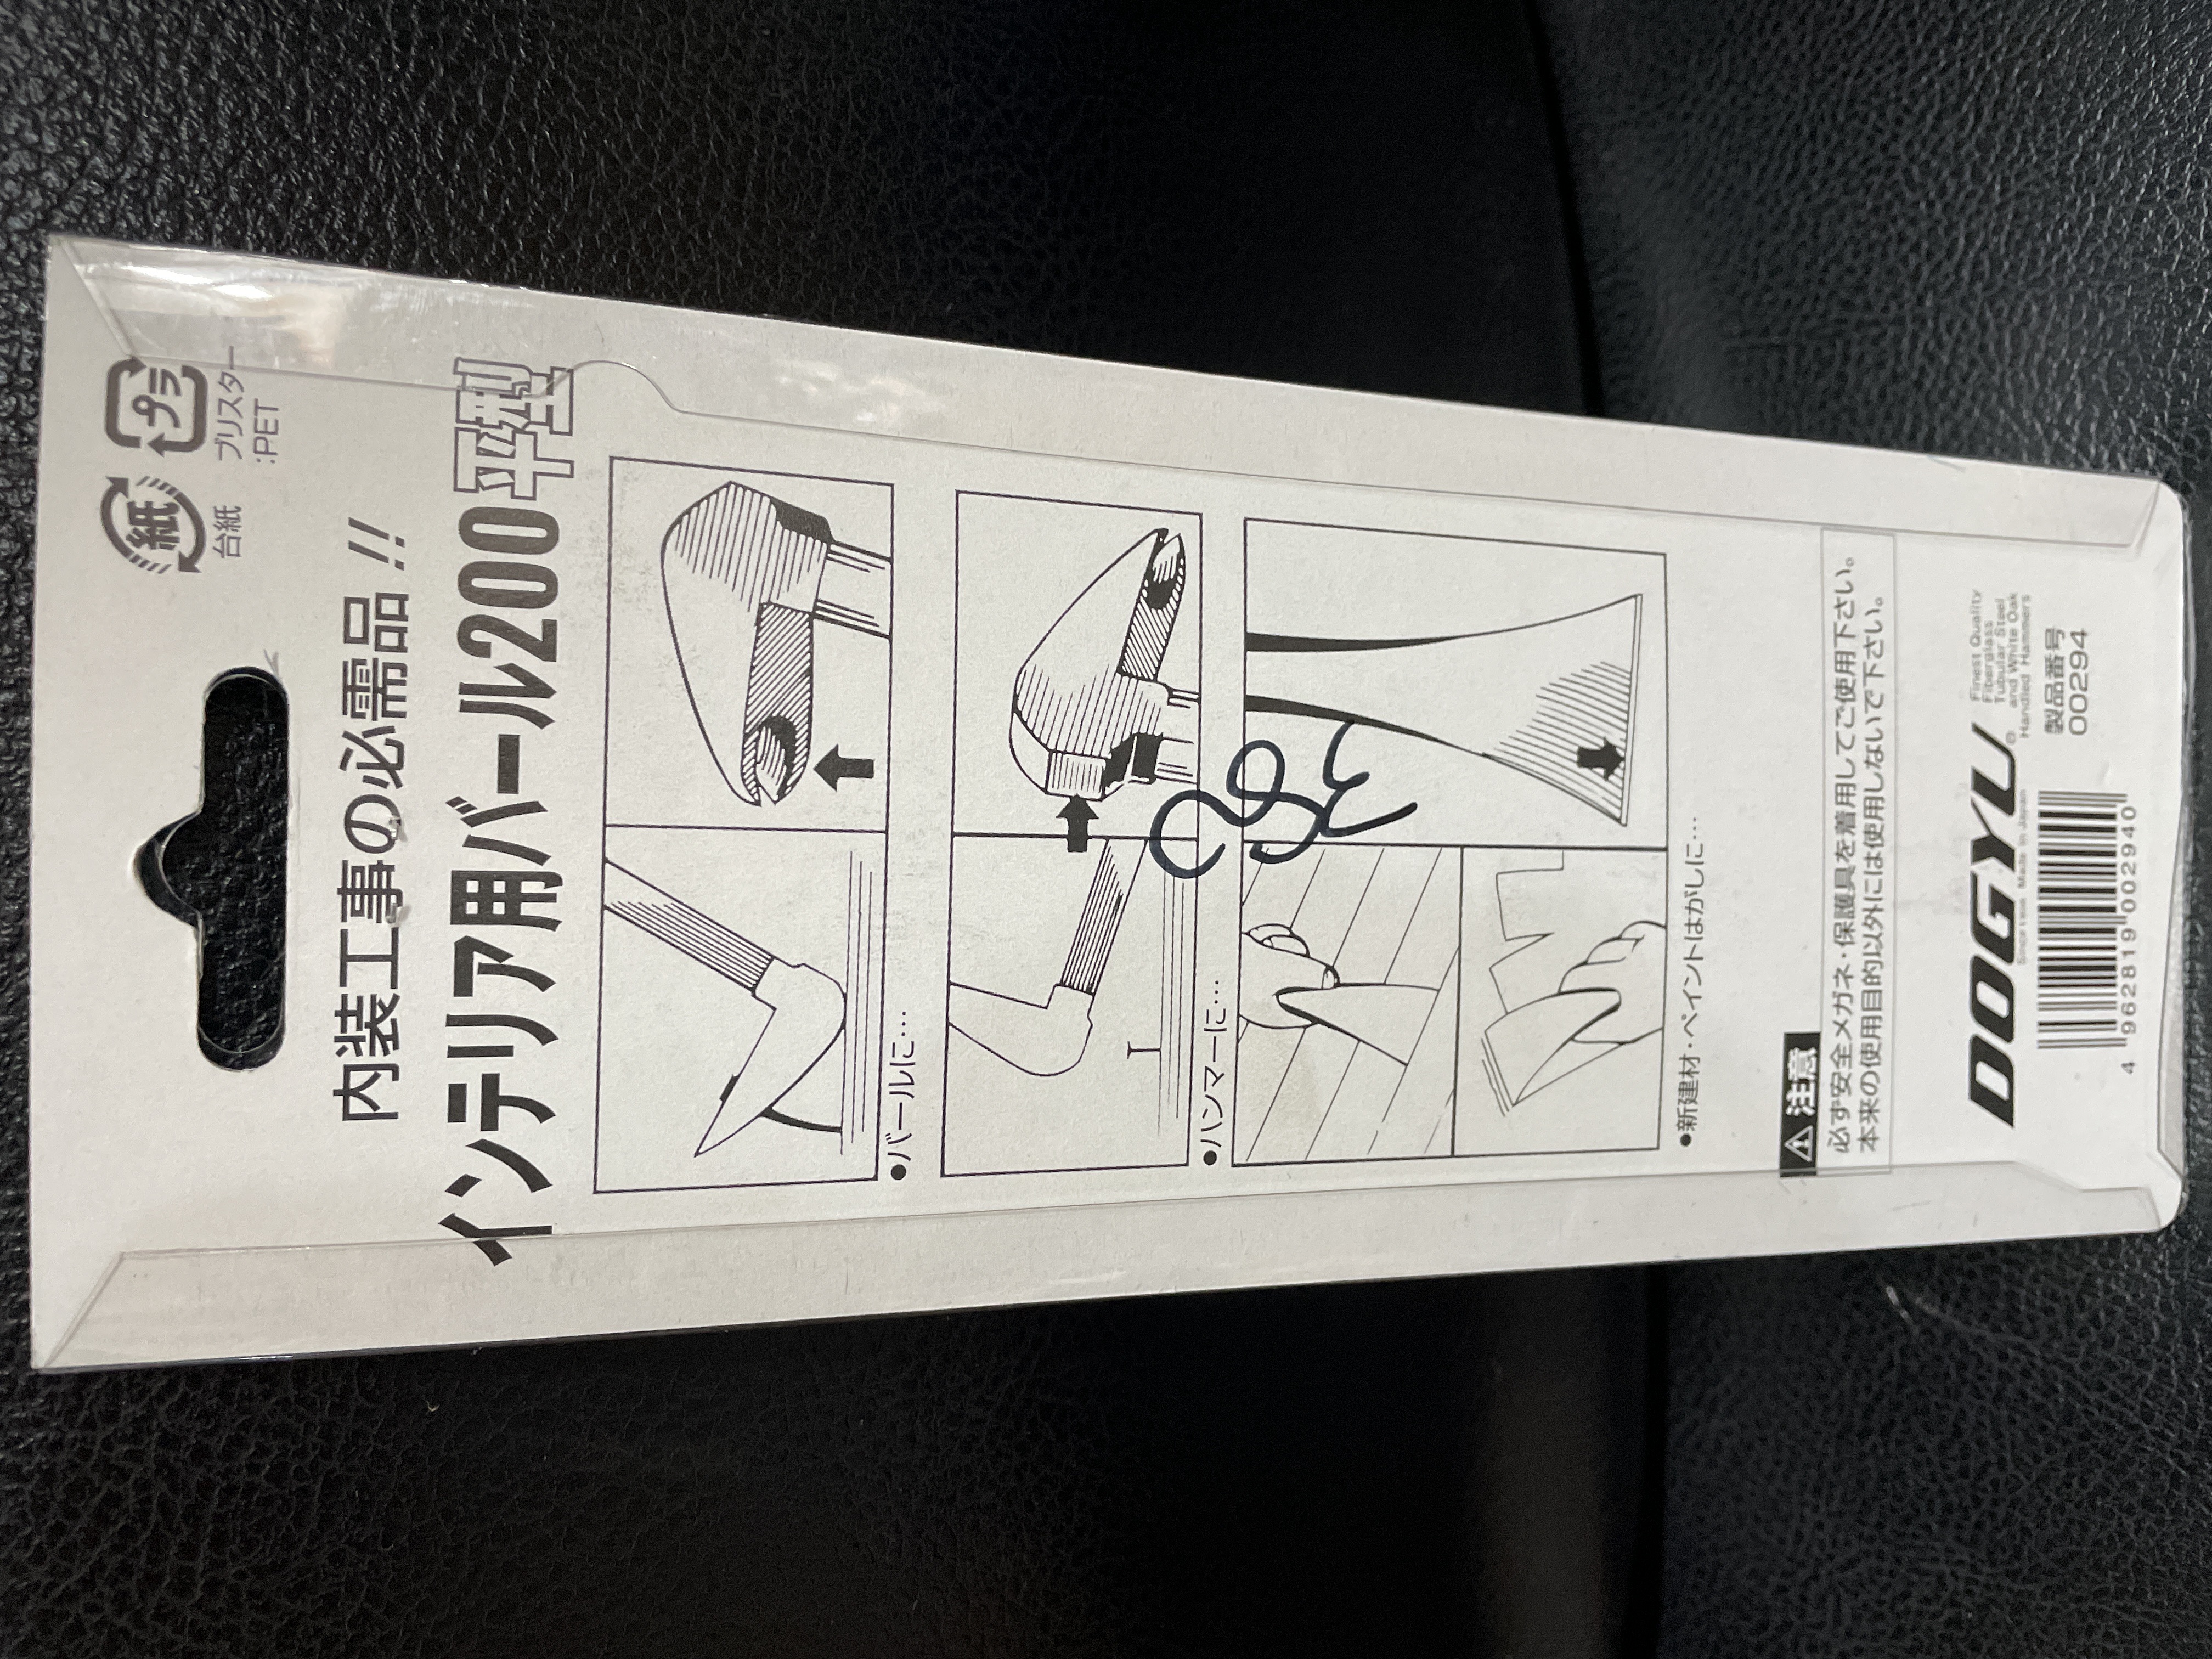 紙
台紙
プラ
ブリスター
:PET
内装工事の必需品!!
インテリア用バール200平型
●バールに…
●ハンマーに…
●新建材・ペイントはがしに…
⚠注意
必ず安全メガネ・保護具を着用してご使用下さい。
本来の使用目的以外には使用しないで下さい。
DOGYU®
Finest Quality
Fiberglass
Tubular Steel
and White Oak
Handled Hammers
Made in Japan
製品番号
00294
4 962819 002940